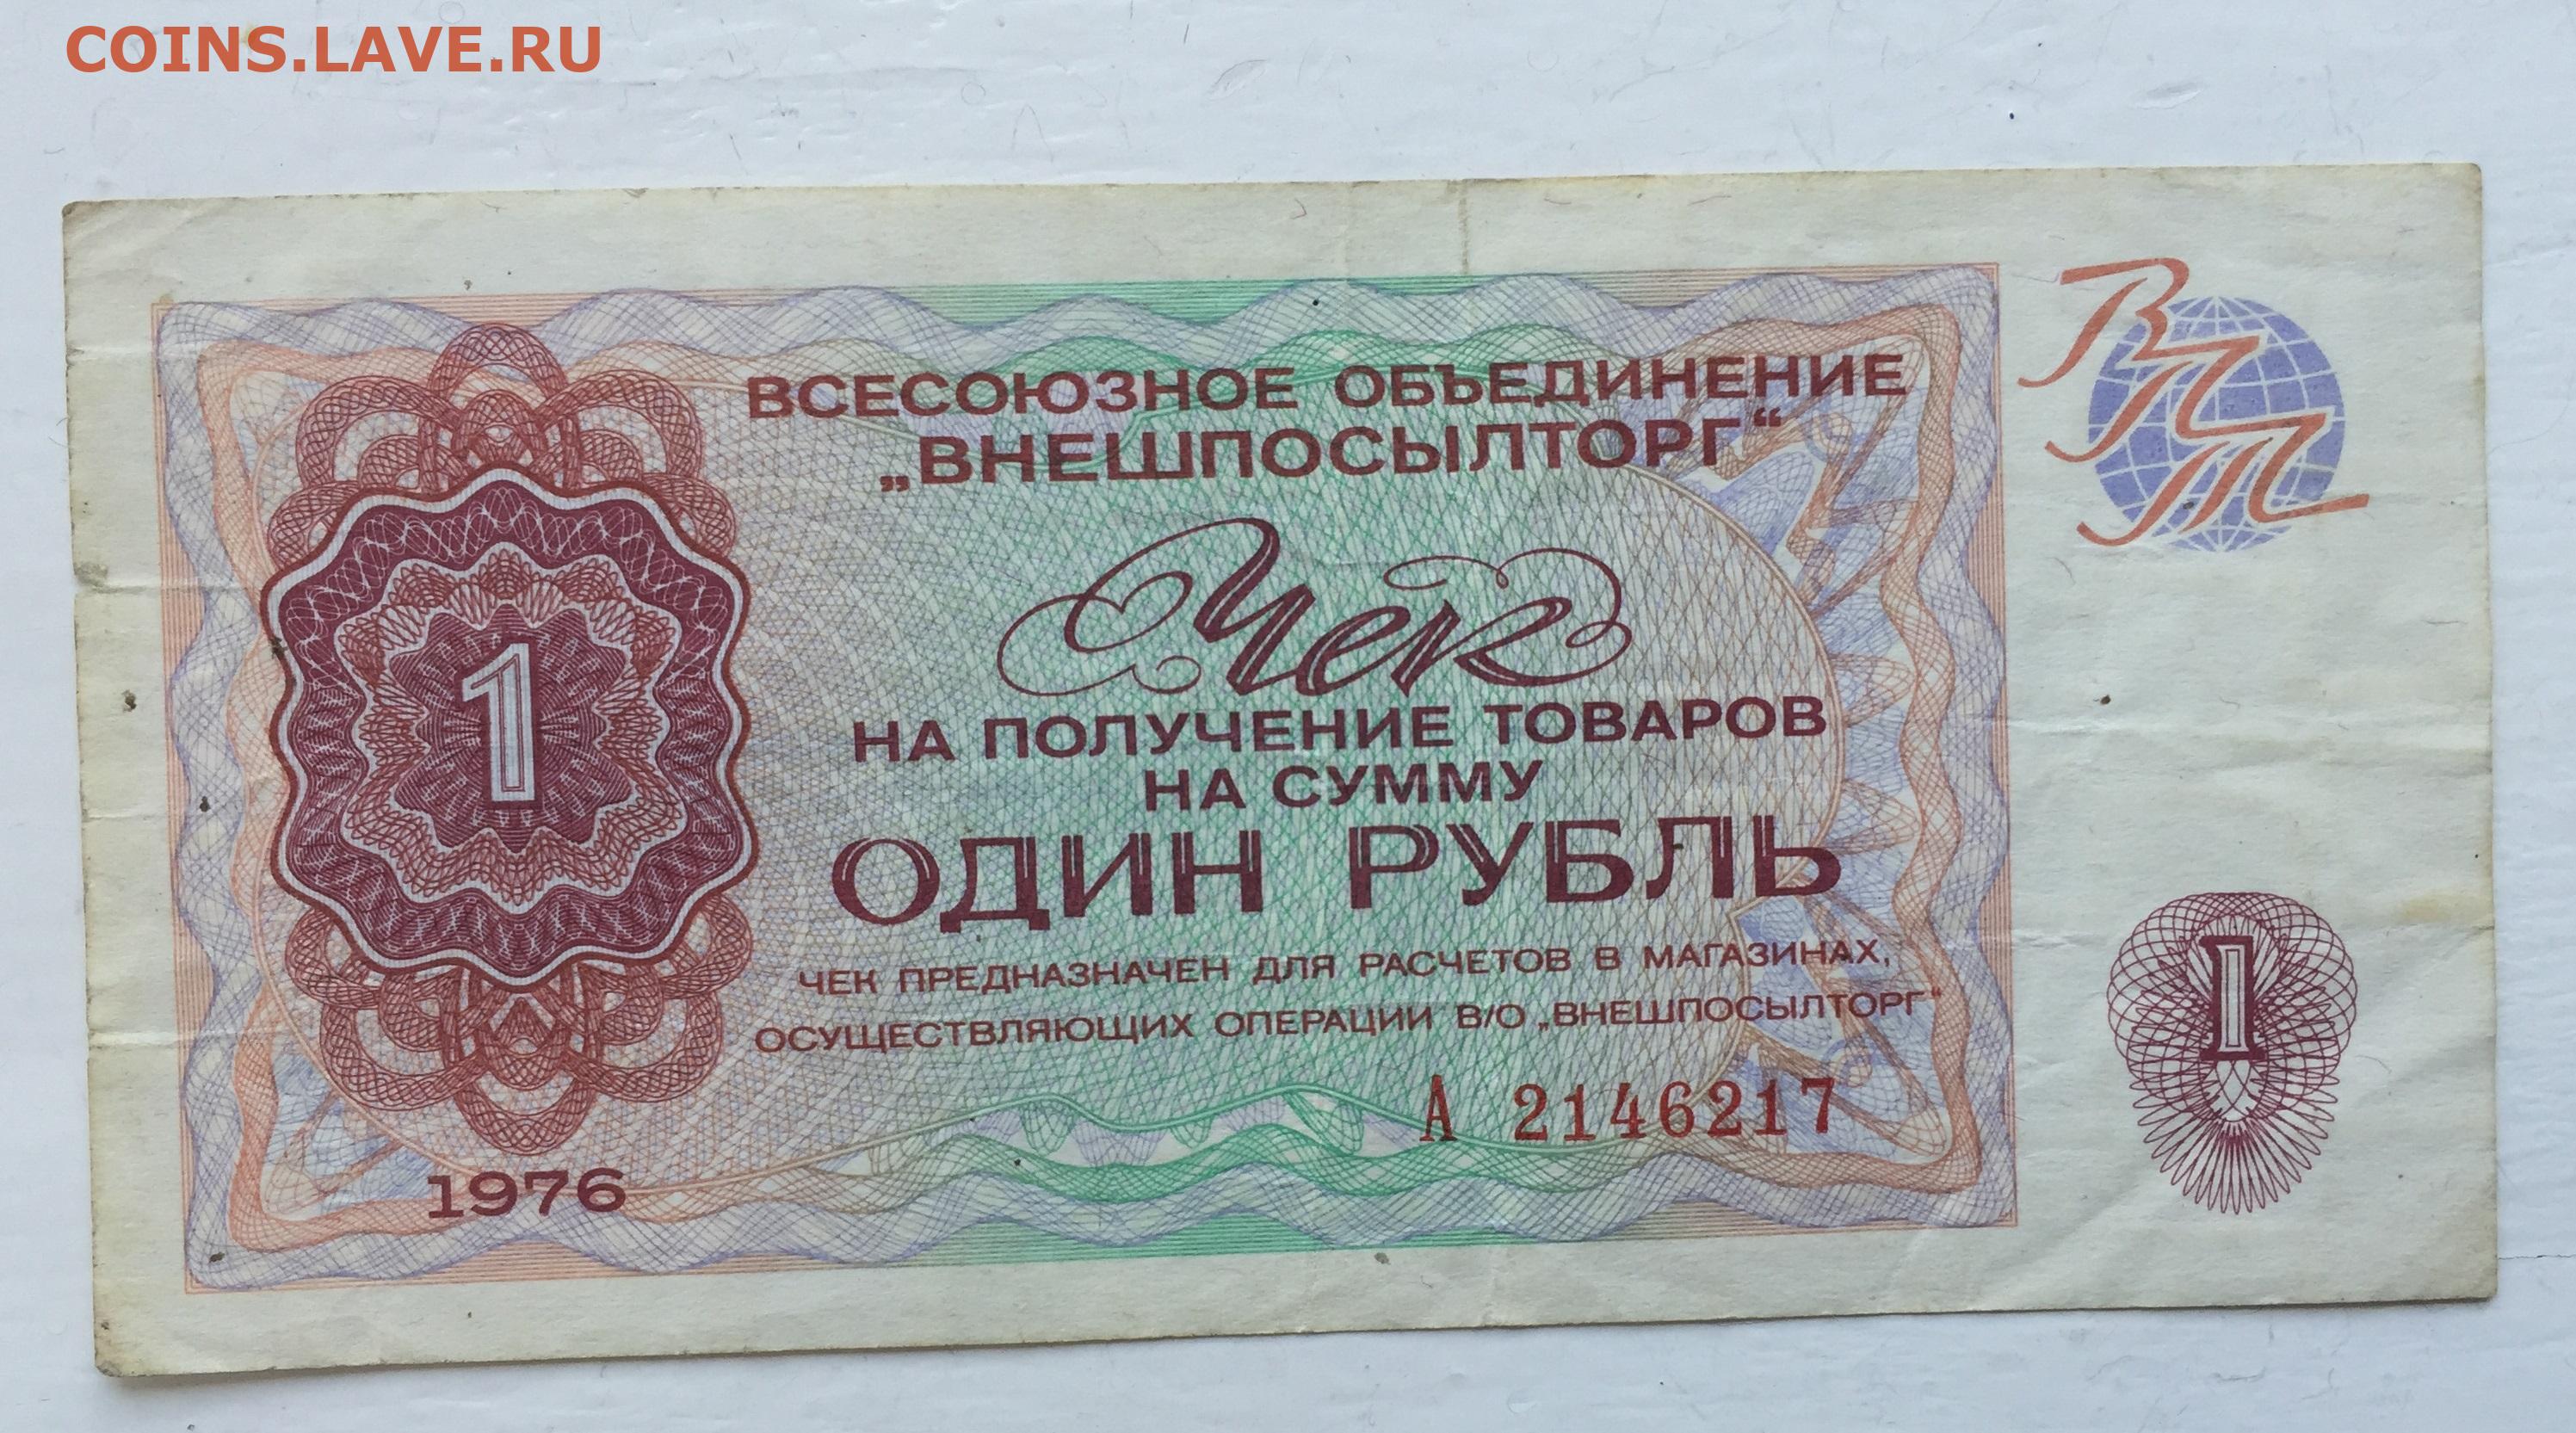 COINS.LAVE.RU
ВСЕСОЮЗНОЕ ОБЪЕДИНЕНИЕ
„ВНЕШПОСЫЛТОРГ“
ВПТ
Чек
НА ПОЛУЧЕНИЕ ТОВАРОВ
НА СУММУ
ОДИН РУБЛЬ
1
ЧЕК ПРЕДНАЗНАЧЕН ДЛЯ РАСЧЕТОВ В МАГАЗИНАХ,
ОСУЩЕСТВЛЯЮЩИХ ОПЕРАЦИИ В/О „ВНЕШПОСЫЛТОРГ“
А 2146217
1976
1